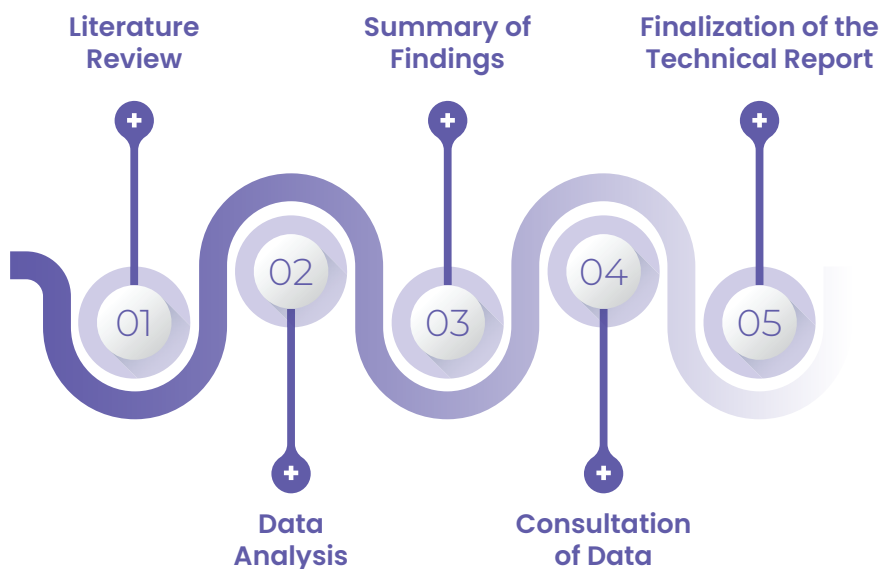 Literature
Review
Summary of
Findings
Finalization of the
Technical Report
01
02
03
04
05
Data
Analysis
Consultation
of Data